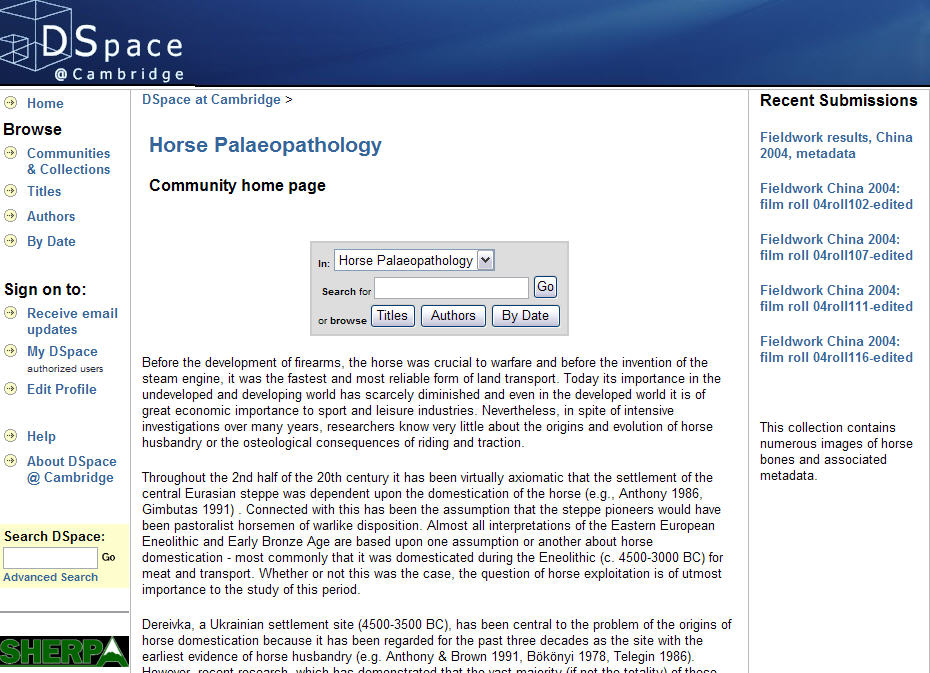 DSpace
@Cambridge
Home
Browse
Communities
& Collections
Titles
Authors
By Date
Sign on to:
Receive email
updates
My DSpace
authorized users
Edit Profile
Help
About DSpace
@ Cambridge
Search DSpace:
Go
Advanced Search
SHERPA
DSpace at Cambridge >
Horse Palaeopathology
Community home page
In: Horse Palaeopathology
Search for Go
or browse Titles Authors By Date
Before the development of firearms, the horse was crucial to warfare and before the invention of the
steam engine, it was the fastest and most reliable form of land transport. Today its importance in the
undeveloped and developing world has scarcely diminished and even in the developed world it is of
great economic importance to sport and leisure industries. Nevertheless, in spite of intensive
investigations over many years, researchers know very little about the origins and evolution of horse
husbandry or the osteological consequences of riding and traction.
Throughout the 2nd half of the 20th century it has been virtually axiomatic that the settlement of the
central Eurasian steppe was dependent upon the domestication of the horse (e.g., Anthony 1986,
Gimbutas 1991) . Connected with this has been the assumption that the steppe pioneers would have
been pastoralist horsemen of warlike disposition. Almost all interpretations of the Eastern European
Eneolithic and Early Bronze Age are based upon one assumption or another about horse
domestication - most commonly that it was domesticated during the Eneolithic (c. 4500-3000 BC) for
meat and transport. Whether or not this was the case, the question of horse exploitation is of utmost
importance to the study of this period.
Dereivka, a Ukrainian settlement site (4500-3500 BC), has been central to the problem of the origins of
horse domestication because it has been regarded for the past three decades as the site with the
earliest evidence of horse husbandry (e.g. Anthony & Brown 1991, Bökönyi 1978, Telegin 1986).
However, recent research, which has demonstrated that the vast majority (if not the totality) of these
Recent Submissions
Fieldwork results, China
2004, metadata
Fieldwork China 2004:
film roll 04roll102-edited
Fieldwork China 2004:
film roll 04roll107-edited
Fieldwork China 2004:
film roll 04roll111-edited
Fieldwork China 2004:
film roll 04roll116-edited
This collection contains
numerous images of horse
bones and associated
metadata.